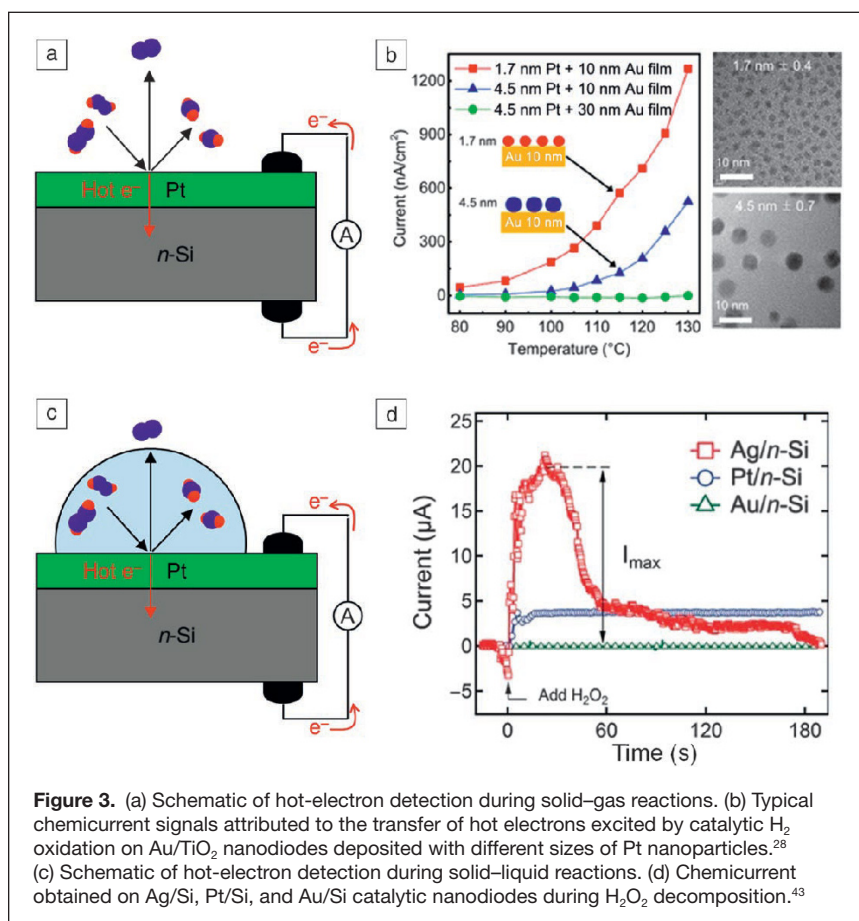 a
Hot e⁻
Pt
n-Si
e⁻
A
e⁻
b
1.7 nm Pt + 10 nm Au film
4.5 nm Pt + 10 nm Au film
4.5 nm Pt + 30 nm Au film
1.7 nm
Au 10 nm
4.5 nm
Au 10 nm
1200
900
600
300
0
Current (nA/cm²)
80 90 100 110 120 130
Temperature (°C)
1.7 nm ± 0.4
10 nm
4.5 nm ± 0.7
10 nm
c
Hot e⁻
Pt
n-Si
e⁻
A
e⁻
d
Ag/n-Si
Pt/n-Si
Au/n-Si
25
20
15
10
5
0
−5
Current (µA)
Iₘₐₓ
Add H₂O₂
0 60 120 180
Time (s)
Figure 3. (a) Schematic of hot-electron detection during solid–gas reactions. (b) Typical
chemicurrent signals attributed to the transfer of hot electrons excited by catalytic H₂
oxidation on Au/TiO₂ nanodiodes deposited with different sizes of Pt nanoparticles.²⁸
(c) Schematic of hot-electron detection during solid–liquid reactions. (d) Chemicurrent
obtained on Ag/Si, Pt/Si, and Au/Si catalytic nanodiodes during H₂O₂ decomposition.⁴³